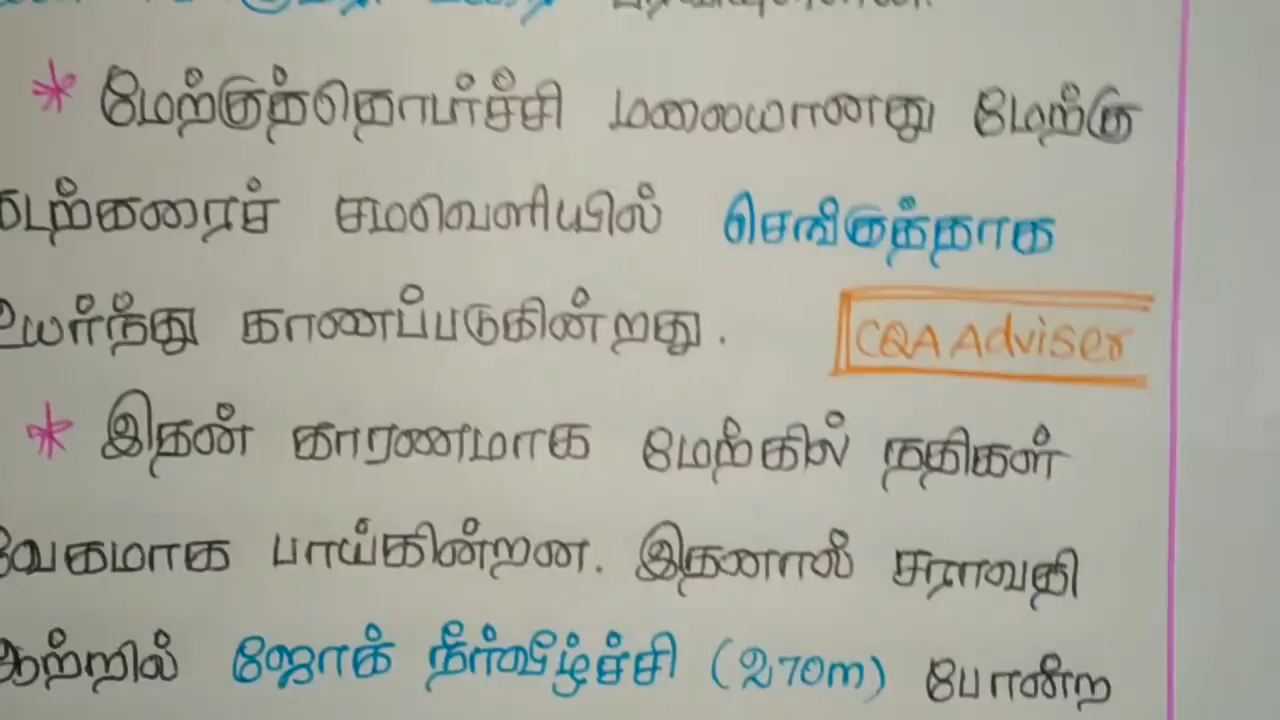 * மேற்குத்தொடர்ச்சி மலையானது மேற்கு
கடற்கரைச் சமவெளியில் செங்குத்தாக
உயர்ந்து காணப்படுகின்றது.
CQA Adviser
* இதன் காரணமாக மேற்கில் நதிகள்
வேகமாக பாய்கின்றன. இதனால் சராவதி
ஆற்றில் ஜோக் நீர்வீழ்ச்சி (270m) போன்ற